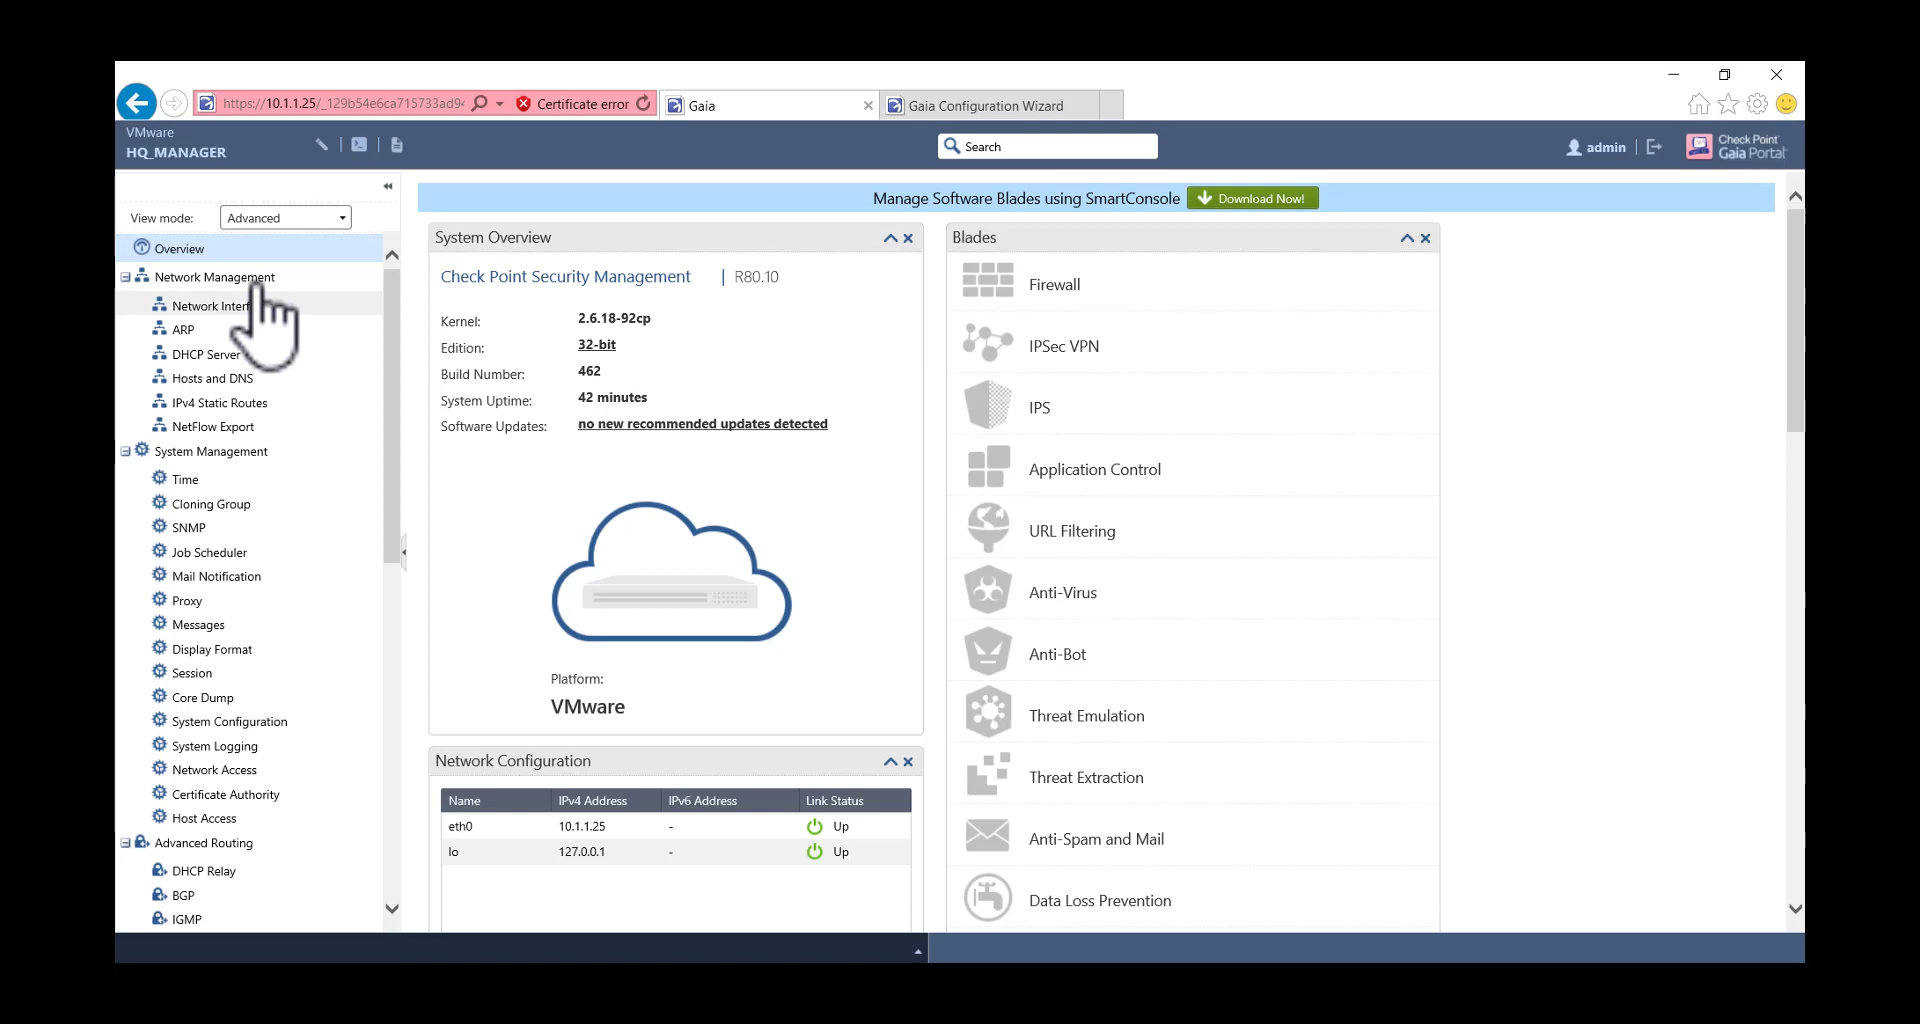 https://10.1.1.25/_129b54e6ca715733ad94
Certificate error
Gaia
Gaia Configuration Wizard
VMware
HQ_MANAGER
Search
admin
Check Point
Gaia Portal
View mode:
Advanced
Overview
Network Management
Network Interf
ARP
DHCP Server
Hosts and DNS
IPv4 Static Routes
NetFlow Export
System Management
Time
Cloning Group
SNMP
Job Scheduler
Mail Notification
Proxy
Messages
Display Format
Session
Core Dump
System Configuration
System Logging
Network Access
Certificate Authority
Host Access
Advanced Routing
DHCP Relay
BGP
IGMP
Manage Software Blades using SmartConsole
Download Now!
System Overview
Check Point Security Management | R80.10
Kernel: 2.6.18-92cp
Edition: 32-bit
Build Number: 462
System Uptime: 42 minutes
Software Updates: no new recommended updates detected
Platform:
VMware
Network Configuration
Name IPv4 Address IPv6 Address Link Status
eth0 10.1.1.25 - Up
lo 127.0.0.1 - Up
Blades
Firewall
IPSec VPN
IPS
Application Control
URL Filtering
Anti-Virus
Anti-Bot
Threat Emulation
Threat Extraction
Anti-Spam and Mail
Data Loss Prevention